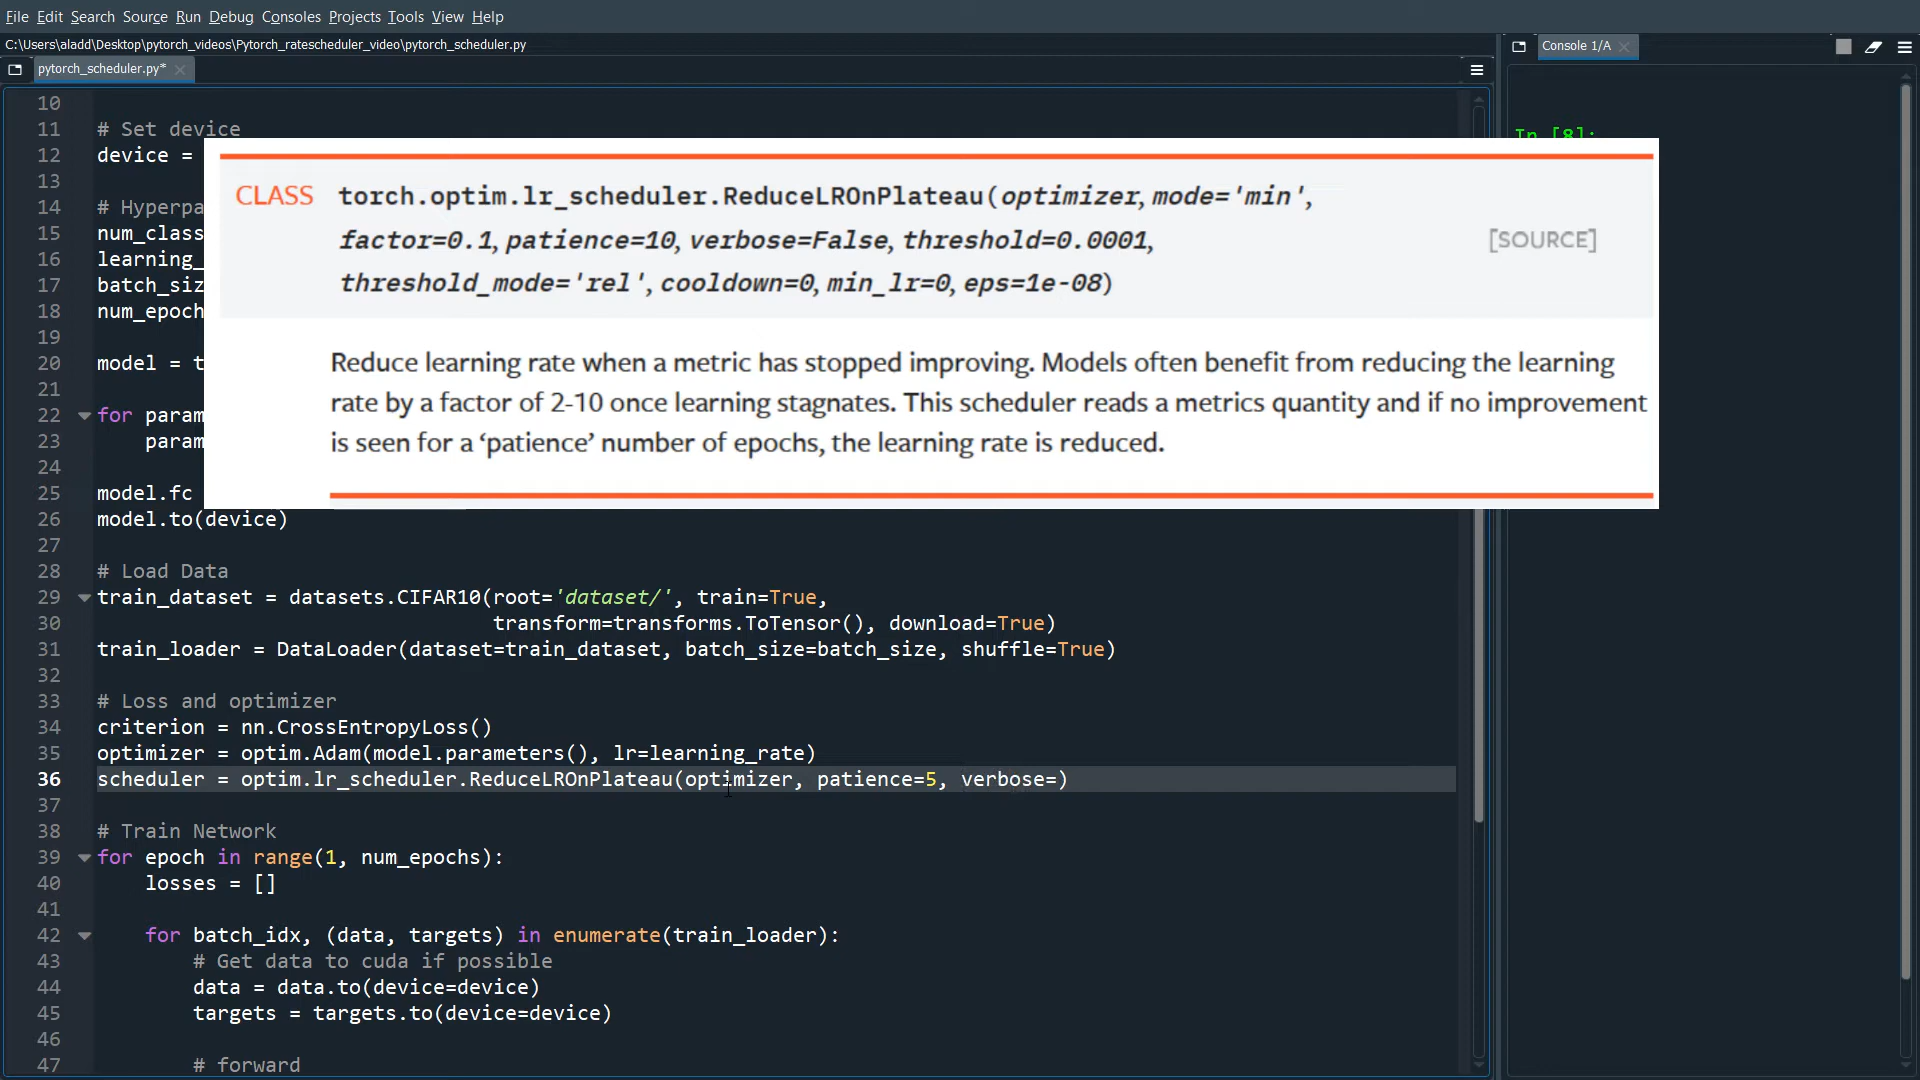 File Edit Search Source Run Debug Consoles Projects Tools View Help
C:\Users\aladd\Desktop\pytorch_videos\Pytorch_ratescheduler_video\pytorch_scheduler.py
Console 1/A
pytorch_scheduler.py*
10
11 # Set device
In [8]:
12 device =
13
14 # Hyperpa
15 num_class
16 learning_
17 batch_siz
18 num_epoch
19
20 model = t
21
22 for param
23 param
24
25 model.fc
CLASS torch.optim.lr_scheduler.ReduceLROnPlateau(optimizer, mode='min',
factor=0.1, patience=10, verbose=False, threshold=0.0001,
[SOURCE]
threshold_mode='rel', cooldown=0, min_lr=0, eps=1e-08)
Reduce learning rate when a metric has stopped improving. Models often benefit from reducing the learning
rate by a factor of 2-10 once learning stagnates. This scheduler reads a metrics quantity and if no improvement
is seen for a ‘patience’ number of epochs, the learning rate is reduced.
26 model.to(device)
27
28 # Load Data
29 train_dataset = datasets.CIFAR10(root='dataset/', train=True,
30 transform=transforms.ToTensor(), download=True)
31 train_loader = DataLoader(dataset=train_dataset, batch_size=batch_size, shuffle=True)
32
33 # Loss and optimizer
34 criterion = nn.CrossEntropyLoss()
35 optimizer = optim.Adam(model.parameters(), lr=learning_rate)
36 scheduler = optim.lr_scheduler.ReduceLROnPlateau(optimizer, patience=5, verbose=)
37
38 # Train Network
39 for epoch in range(1, num_epochs):
40 losses = []
41
42 for batch_idx, (data, targets) in enumerate(train_loader):
43 # Get data to cuda if possible
44 data = data.to(device=device)
45 targets = targets.to(device=device)
46
47 # forward